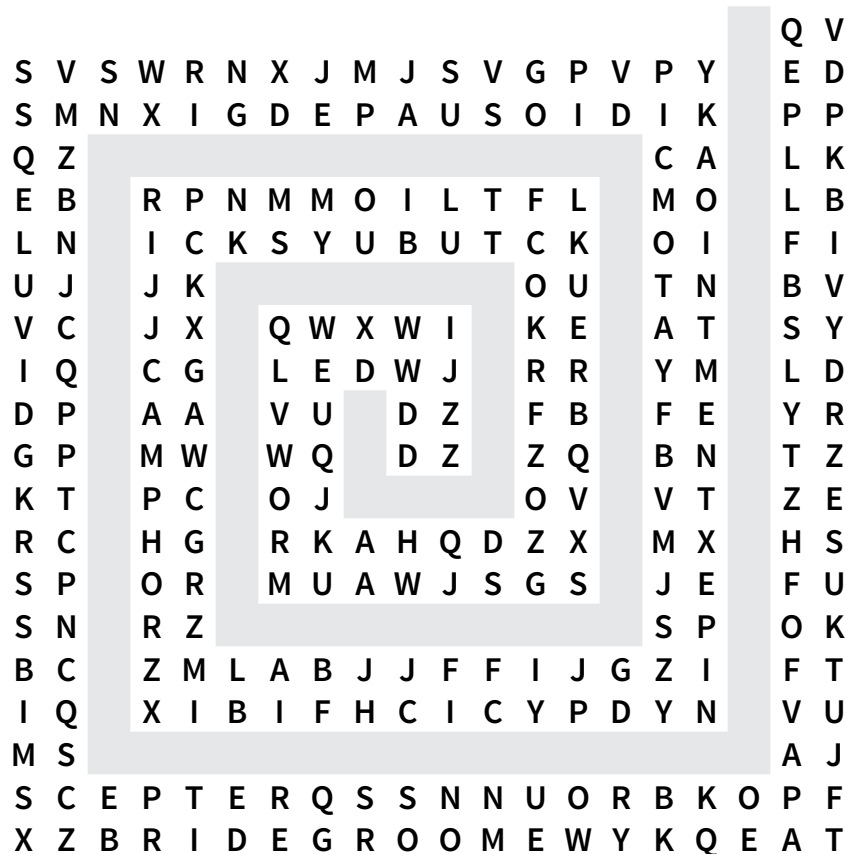 Q V
S V S W R N X J M J S V G P V P Y E D
S M N X I G D E P A U S O I D I K P P
Q Z C A L K
E B R P N M M O I L T F L M O L B
L N I C K S Y U B U T C K O I F I
U J J K O U T N B V
V C J X Q W X W I K E A T S Y
I Q C G L E D W J R R Y M L D
D P A A V U D Z F B F E Y R
G P M W W Q D Z Z Q B N T Z
K T P C O J O V V T Z E
R C H G R K A H Q D Z X M X H S
S P O R M U A W J S G S J E F U
S N R Z S P O K
B C Z M L A B J J F F I J G Z I F T
I Q X I B I F H C I C Y P D Y N V U
M S A J
S C E P T E R Q S S N N U O R B K O P F
X Z B R I D E G R O O M E W Y K Q E A T